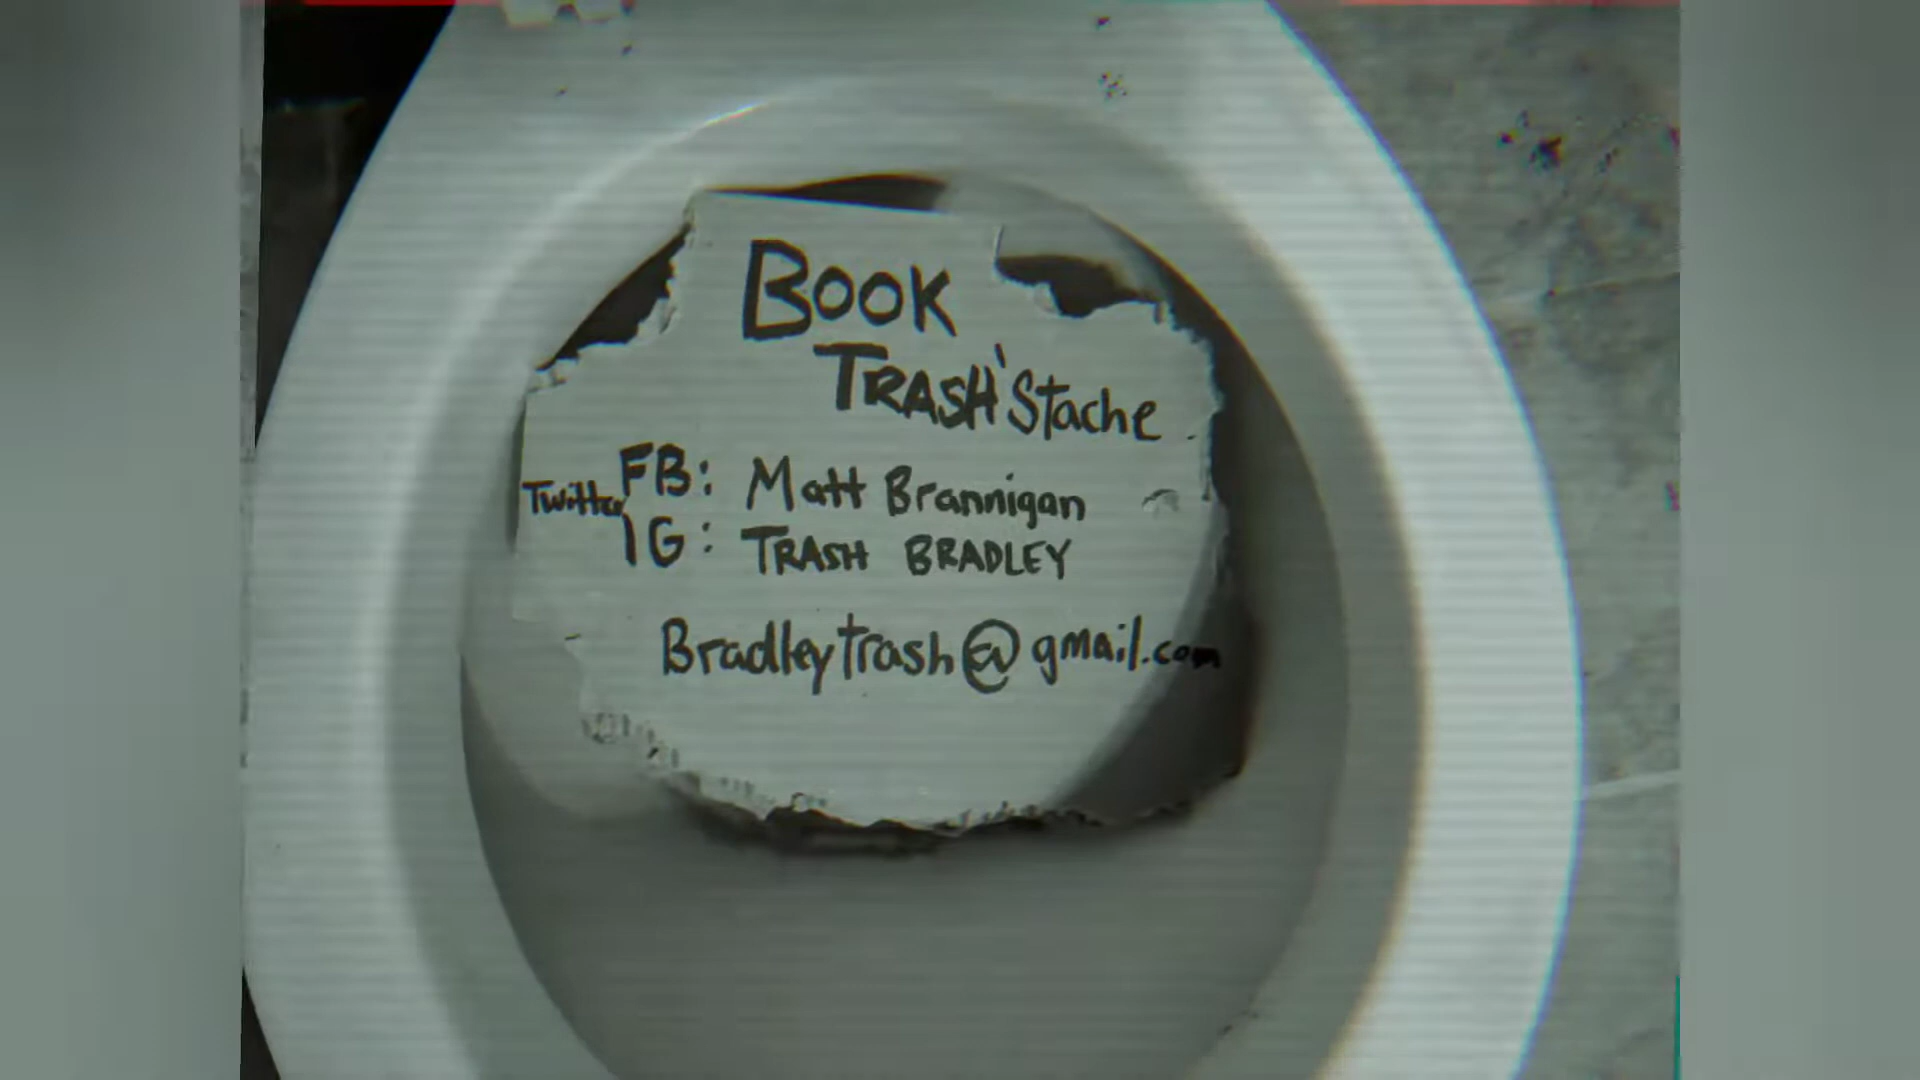 BOOK
TRASH'Stache
FB: Matt Brannigan
Twitter
IG: TRASH BRADLEY
Bradleytrash@gmail.com